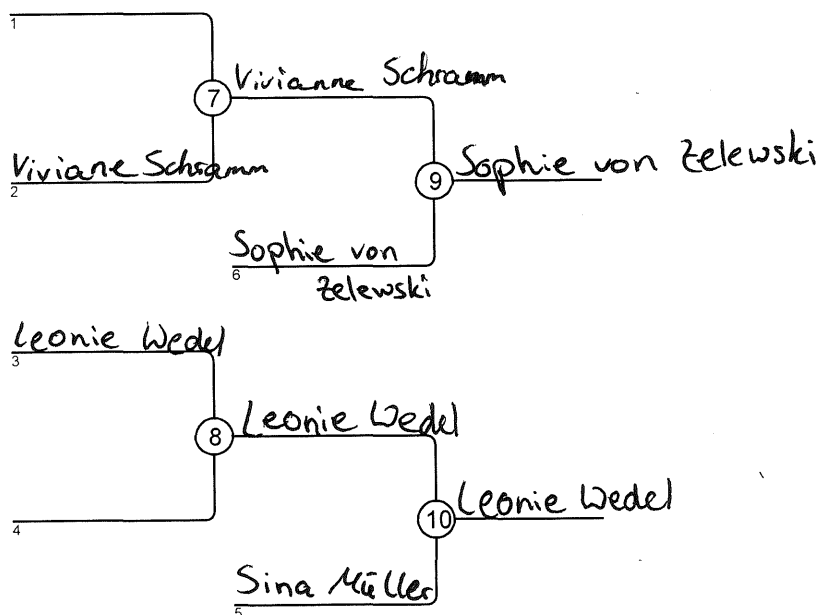 1
7
Vivianne Schramm
Viviane Schramm
2
9
Sophie von Zelewski
Sophie von
6
Zelewski
Leonie Wedel
3
8
Leonie Wedel
4
10
Leonie Wedel
Sina Müller
5